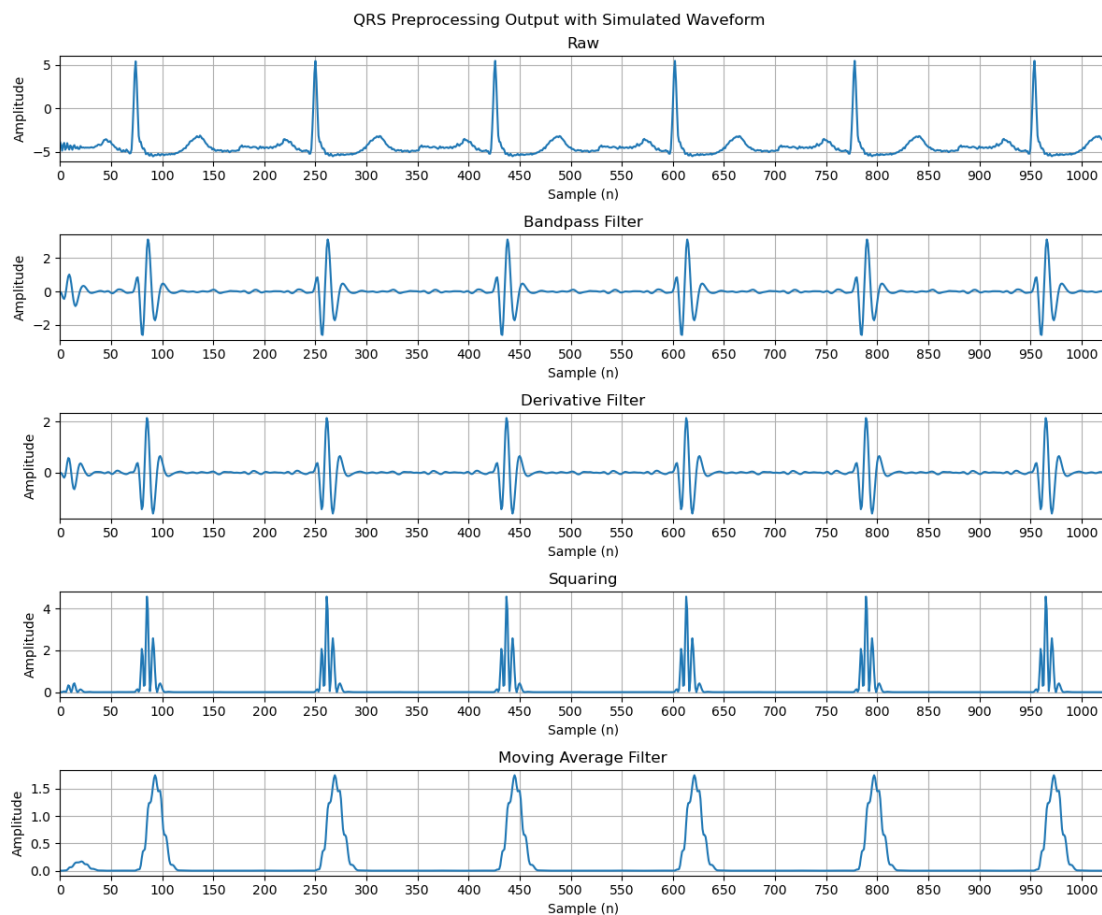 QRS Preprocessing Output with Simulated Waveform
Raw
Amplitude
5
0
−5
0 50 100 150 200 250 300 350 400 450 500 550 600 650 700 750 800 850 900 950 1000
Sample (n)
Bandpass Filter
Amplitude
2
0
−2
0 50 100 150 200 250 300 350 400 450 500 550 600 650 700 750 800 850 900 950 1000
Sample (n)
Derivative Filter
Amplitude
2
0
0 50 100 150 200 250 300 350 400 450 500 550 600 650 700 750 800 850 900 950 1000
Sample (n)
Squaring
Amplitude
4
2
0
0 50 100 150 200 250 300 350 400 450 500 550 600 650 700 750 800 850 900 950 1000
Sample (n)
Moving Average Filter
Amplitude
1.5
1.0
0.5
0.0
0 50 100 150 200 250 300 350 400 450 500 550 600 650 700 750 800 850 900 950 1000
Sample (n)